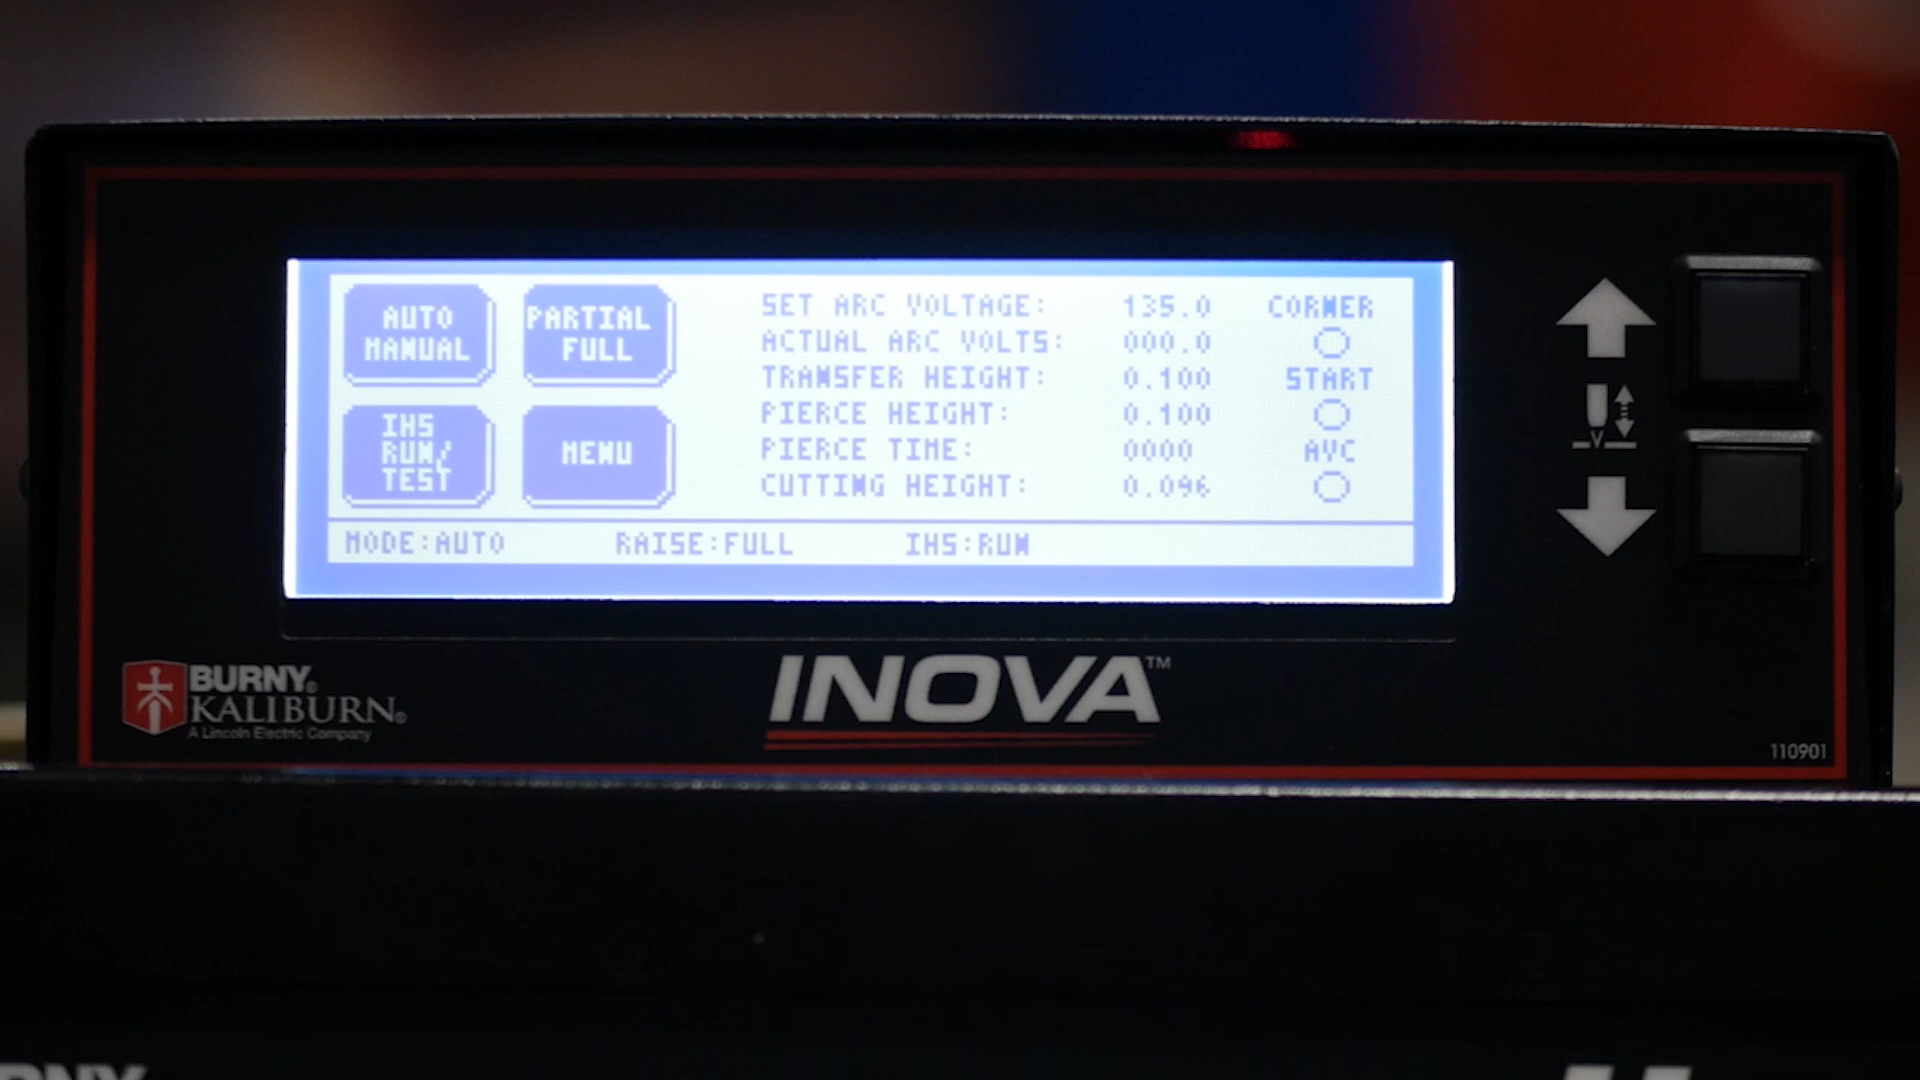 AUTO
MANUAL
PARTIAL
FULL
IHS
RUN/
TEST
MENU
SET ARC VOLTAGE: 135.0 CORNER
ACTUAL ARC VOLTS: 000.0
TRANSFER HEIGHT: 0.100 START
PIERCE HEIGHT: 0.100
PIERCE TIME: 0000 AVC
CUTTING HEIGHT: 0.096
MODE:AUTO RAISE:FULL IHS:RUN
BURNY®
KALIBURN®
A Lincoln Electric Company
INOVA™
110901